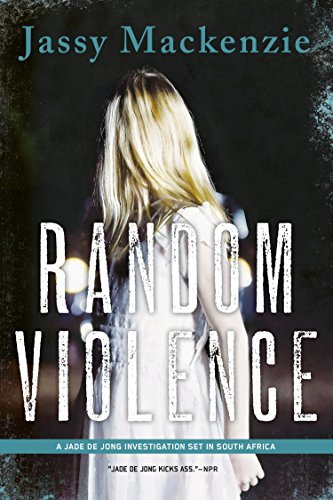 Jassy Mackenzie
RANDOM
VIOLENCE
A JADE DE JONG INVESTIGATION SET IN SOUTH AFRICA
"JADE DE JONG KICKS ASS."—NPR